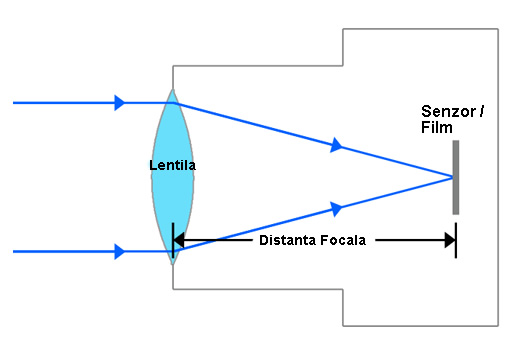 Senzor /
Film
Lentila
Distanta Focala